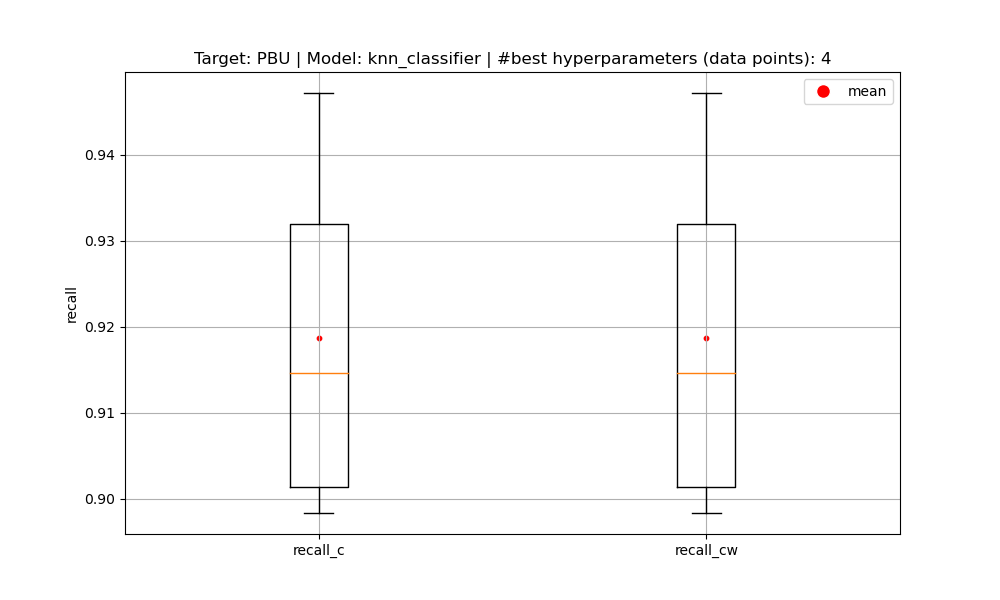 Target: PBU | Model: knn_classifier | #best hyperparameters (data points): 4
mean
0.94
0.93
0.92
0.91
0.90
recall
recall_c
recall_cw